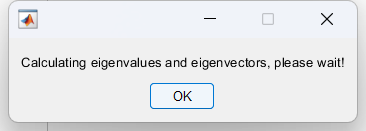 Calculating eigenvalues and eigenvectors, please wait!
OK